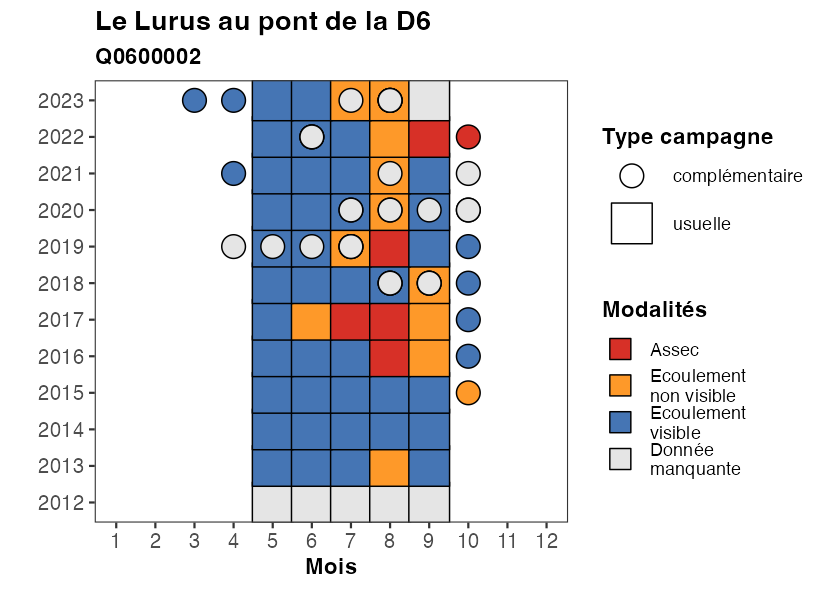 Le Lurus au pont de la D6
Q0600002
2023
2022
2021
2020
2019
2018
2017
2016
2015
2014
2013
2012
1 2 3 4 5 6 7 8 9 10 11 12
Mois
Type campagne
complémentaire
usuelle
Modalités
Assec
Ecoulement
non visible
Ecoulement
visible
Donnée
manquante